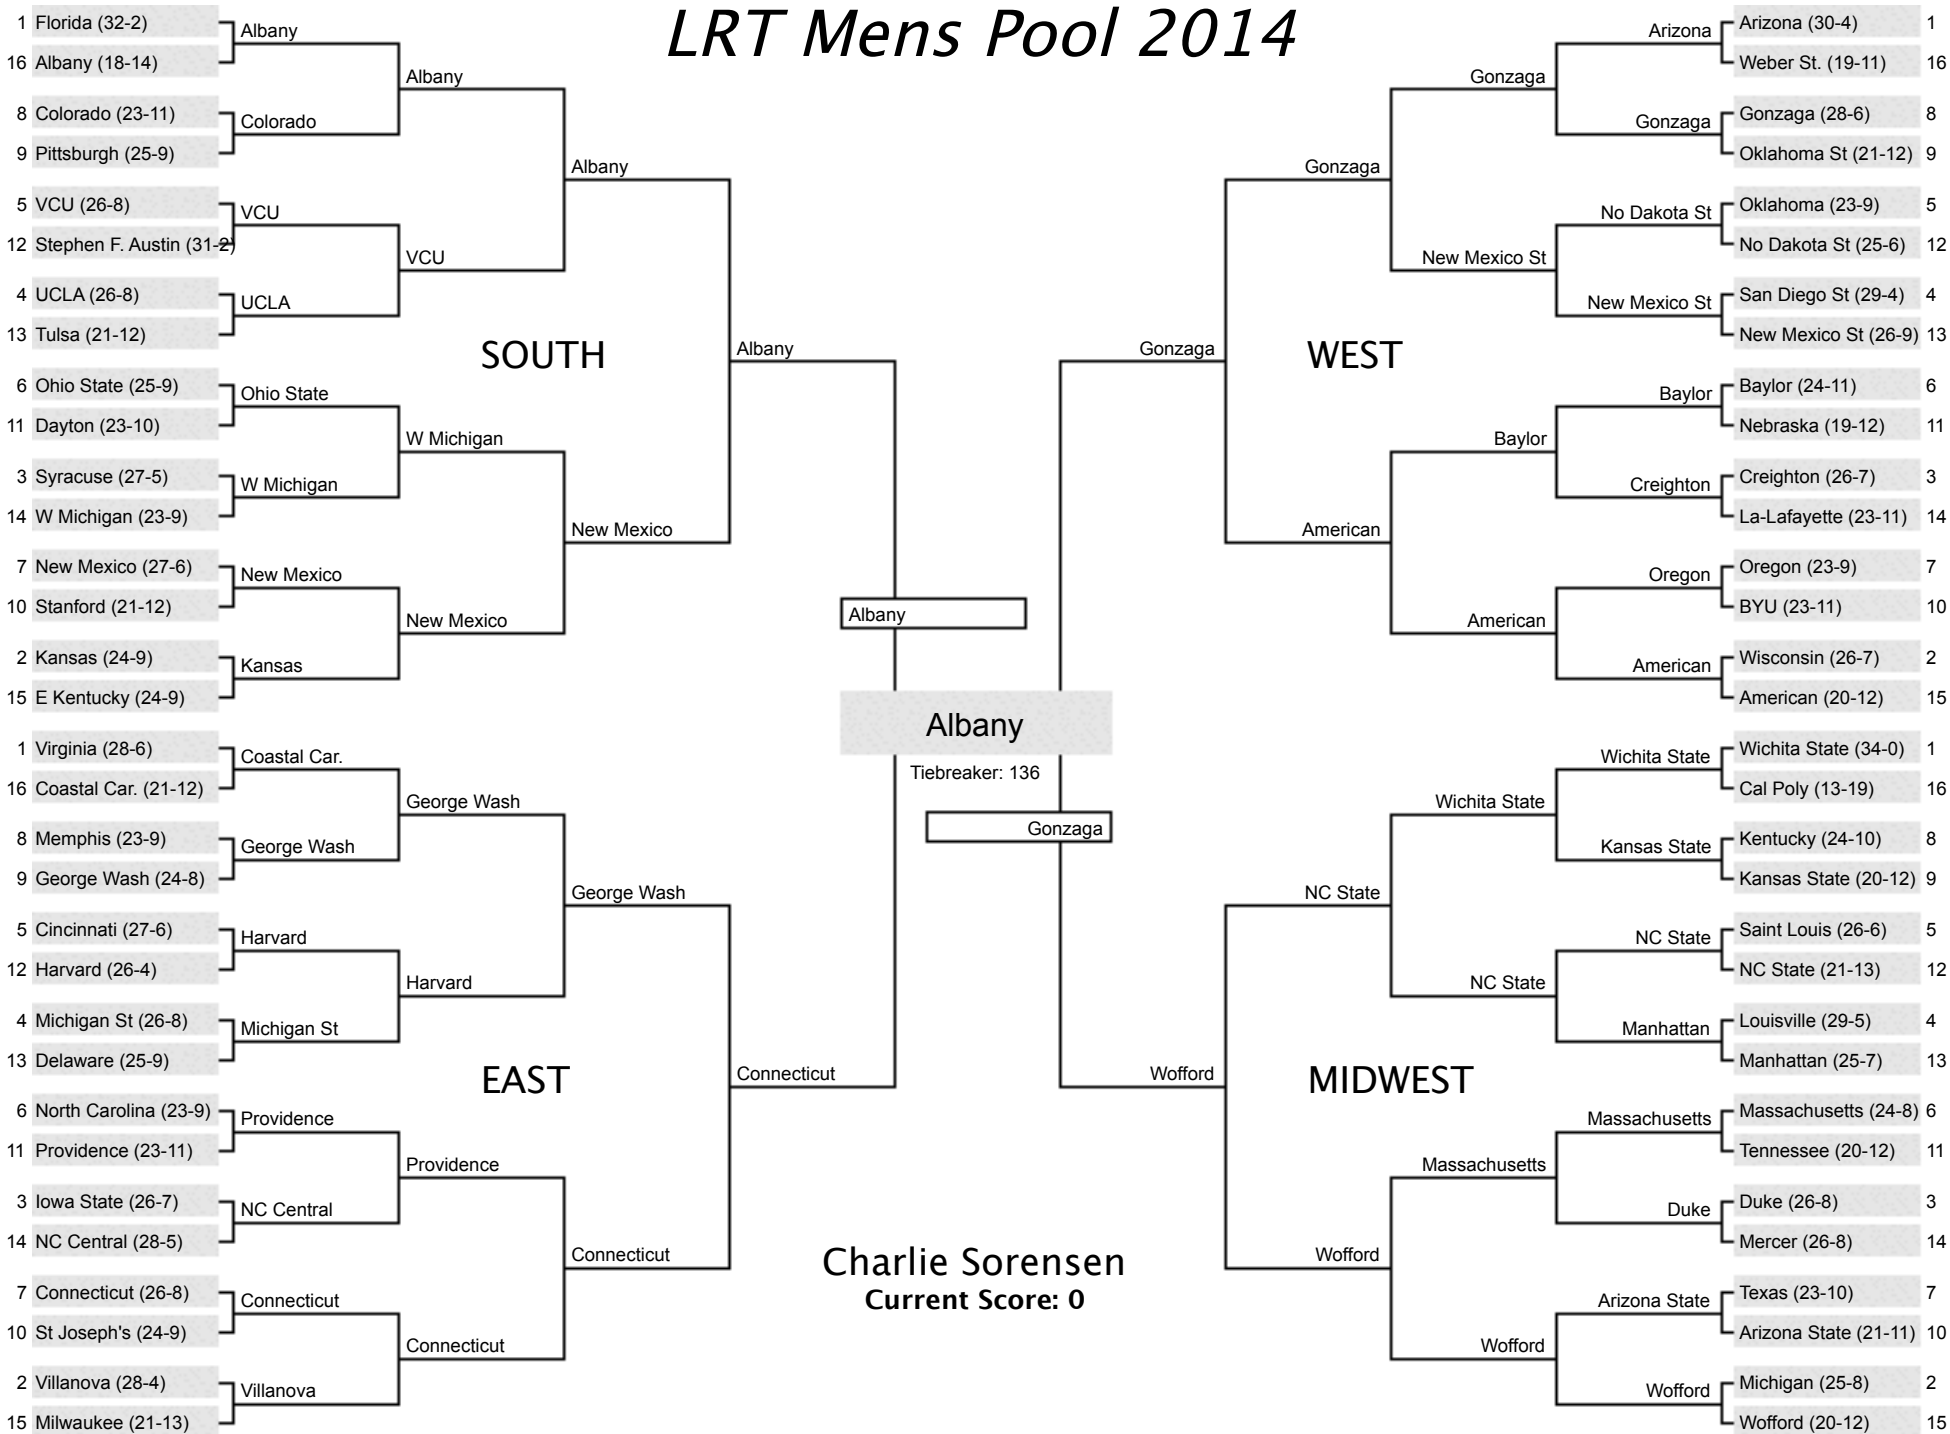 LRT Mens Pool 2014
1 Florida (32-2)
16 Albany (18-14)
8 Colorado (23-11)
9 Pittsburgh (25-9)
5 VCU (26-8)
12 Stephen F. Austin (31-2)
4 UCLA (26-8)
13 Tulsa (21-12)
6 Ohio State (25-9)
11 Dayton (23-10)
3 Syracuse (27-5)
14 W Michigan (23-9)
7 New Mexico (27-6)
10 Stanford (21-12)
2 Kansas (24-9)
15 E Kentucky (24-9)
Albany
Colorado
VCU
UCLA
Ohio State
W Michigan
New Mexico
Kansas
Albany
VCU
W Michigan
New Mexico
Albany
New Mexico
SOUTH
Albany
1 Virginia (28-6)
16 Coastal Car. (21-12)
8 Memphis (23-9)
9 George Wash (24-8)
5 Cincinnati (27-6)
12 Harvard (26-4)
4 Michigan St (26-8)
13 Delaware (25-9)
6 North Carolina (23-9)
11 Providence (23-11)
3 Iowa State (26-7)
14 NC Central (28-5)
7 Connecticut (26-8)
10 St Joseph's (24-9)
2 Villanova (28-4)
15 Milwaukee (21-13)
Coastal Car.
George Wash
Harvard
Michigan St
Providence
NC Central
Connecticut
Villanova
George Wash
Harvard
Providence
Connecticut
George Wash
Connecticut
EAST
Connecticut
Albany
Albany
Tiebreaker: 136
Gonzaga
Charlie Sorensen
Current Score: 0
Arizona (30-4) 1
Weber St. (19-11) 16
Gonzaga (28-6) 8
Oklahoma St (21-12) 9
Oklahoma (23-9) 5
No Dakota St (25-6) 12
San Diego St (29-4) 4
New Mexico St (26-9) 13
Baylor (24-11) 6
Nebraska (19-12) 11
Creighton (26-7) 3
La-Lafayette (23-11) 14
Oregon (23-9) 7
BYU (23-11) 10
Wisconsin (26-7) 2
American (20-12) 15
Arizona
Gonzaga
No Dakota St
New Mexico St
Baylor
Creighton
Oregon
American
Gonzaga
New Mexico St
Baylor
American
Gonzaga
American
WEST
Gonzaga
Wichita State (34-0) 1
Cal Poly (13-19) 16
Kentucky (24-10) 8
Kansas State (20-12) 9
Saint Louis (26-6) 5
NC State (21-13) 12
Louisville (29-5) 4
Manhattan (25-7) 13
Massachusetts (24-8) 6
Tennessee (20-12) 11
Duke (26-8) 3
Mercer (26-8) 14
Texas (23-10) 7
Arizona State (21-11) 10
Michigan (25-8) 2
Wofford (20-12) 15
Wichita State
Kansas State
NC State
Manhattan
Massachusetts
Duke
Arizona State
Wofford
Wichita State
NC State
Massachusetts
Wofford
NC State
Wofford
MIDWEST
Wofford